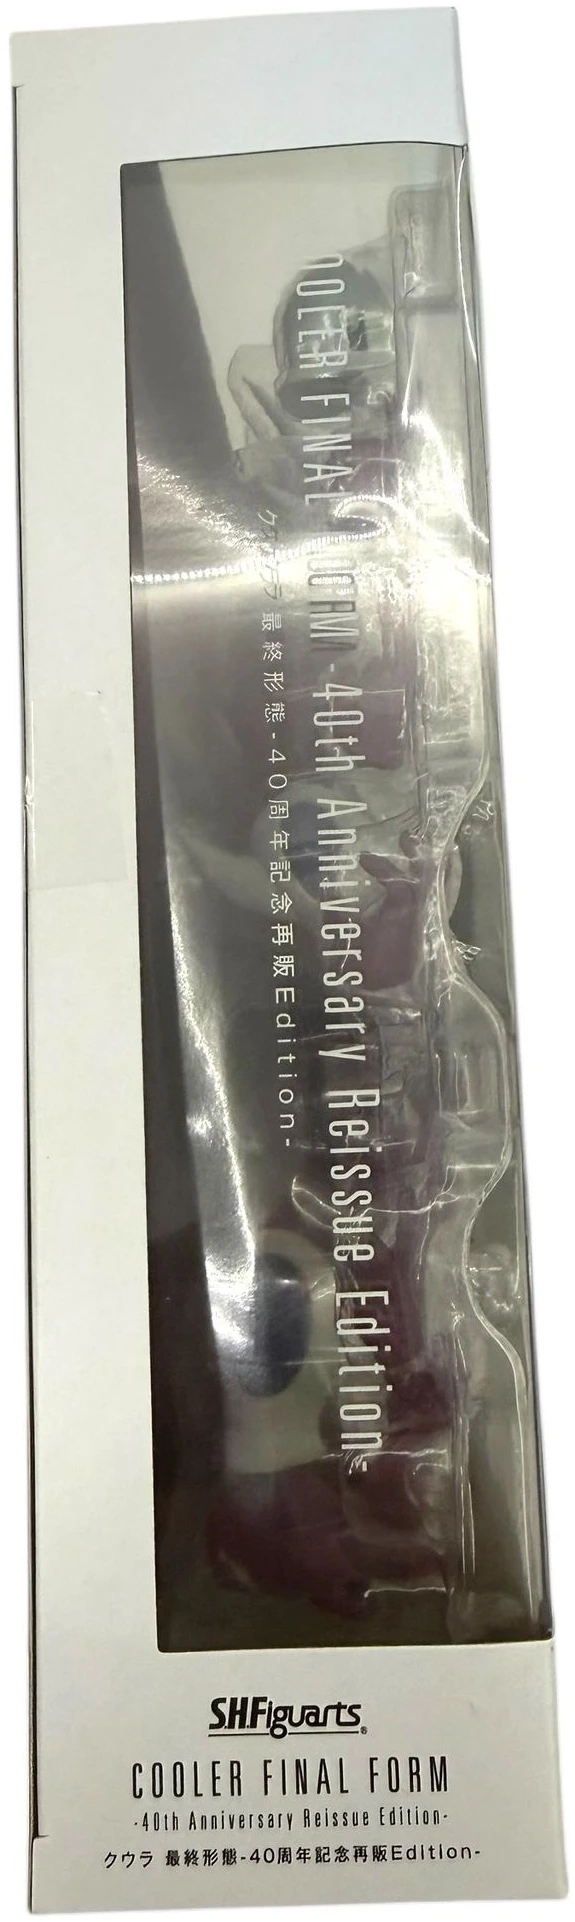 OOLER FINAL FORM -40th Anniversary Reissue Edition-
クウラ 最終形態-40周年記念再販Edition-
S.H.Figuarts®
COOLER FINAL FORM
-40th Anniversary Reissue Edition-
クウラ 最終形態-40周年記念再販Edition-